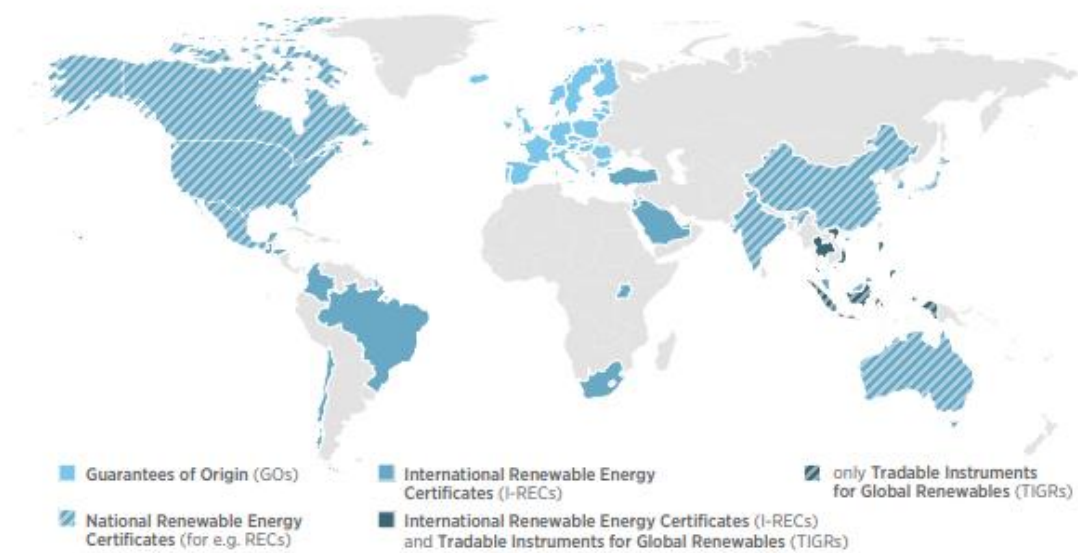 Guarantees of Origin (GOs)
National Renewable Energy
Certificates (for e.g. RECs)
International Renewable Energy
Certificates (I-RECs)
International Renewable Energy Certificates (I-RECs)
and Tradable Instruments for Global Renewables (TIGRs)
only Tradable Instruments
for Global Renewables (TIGRs)